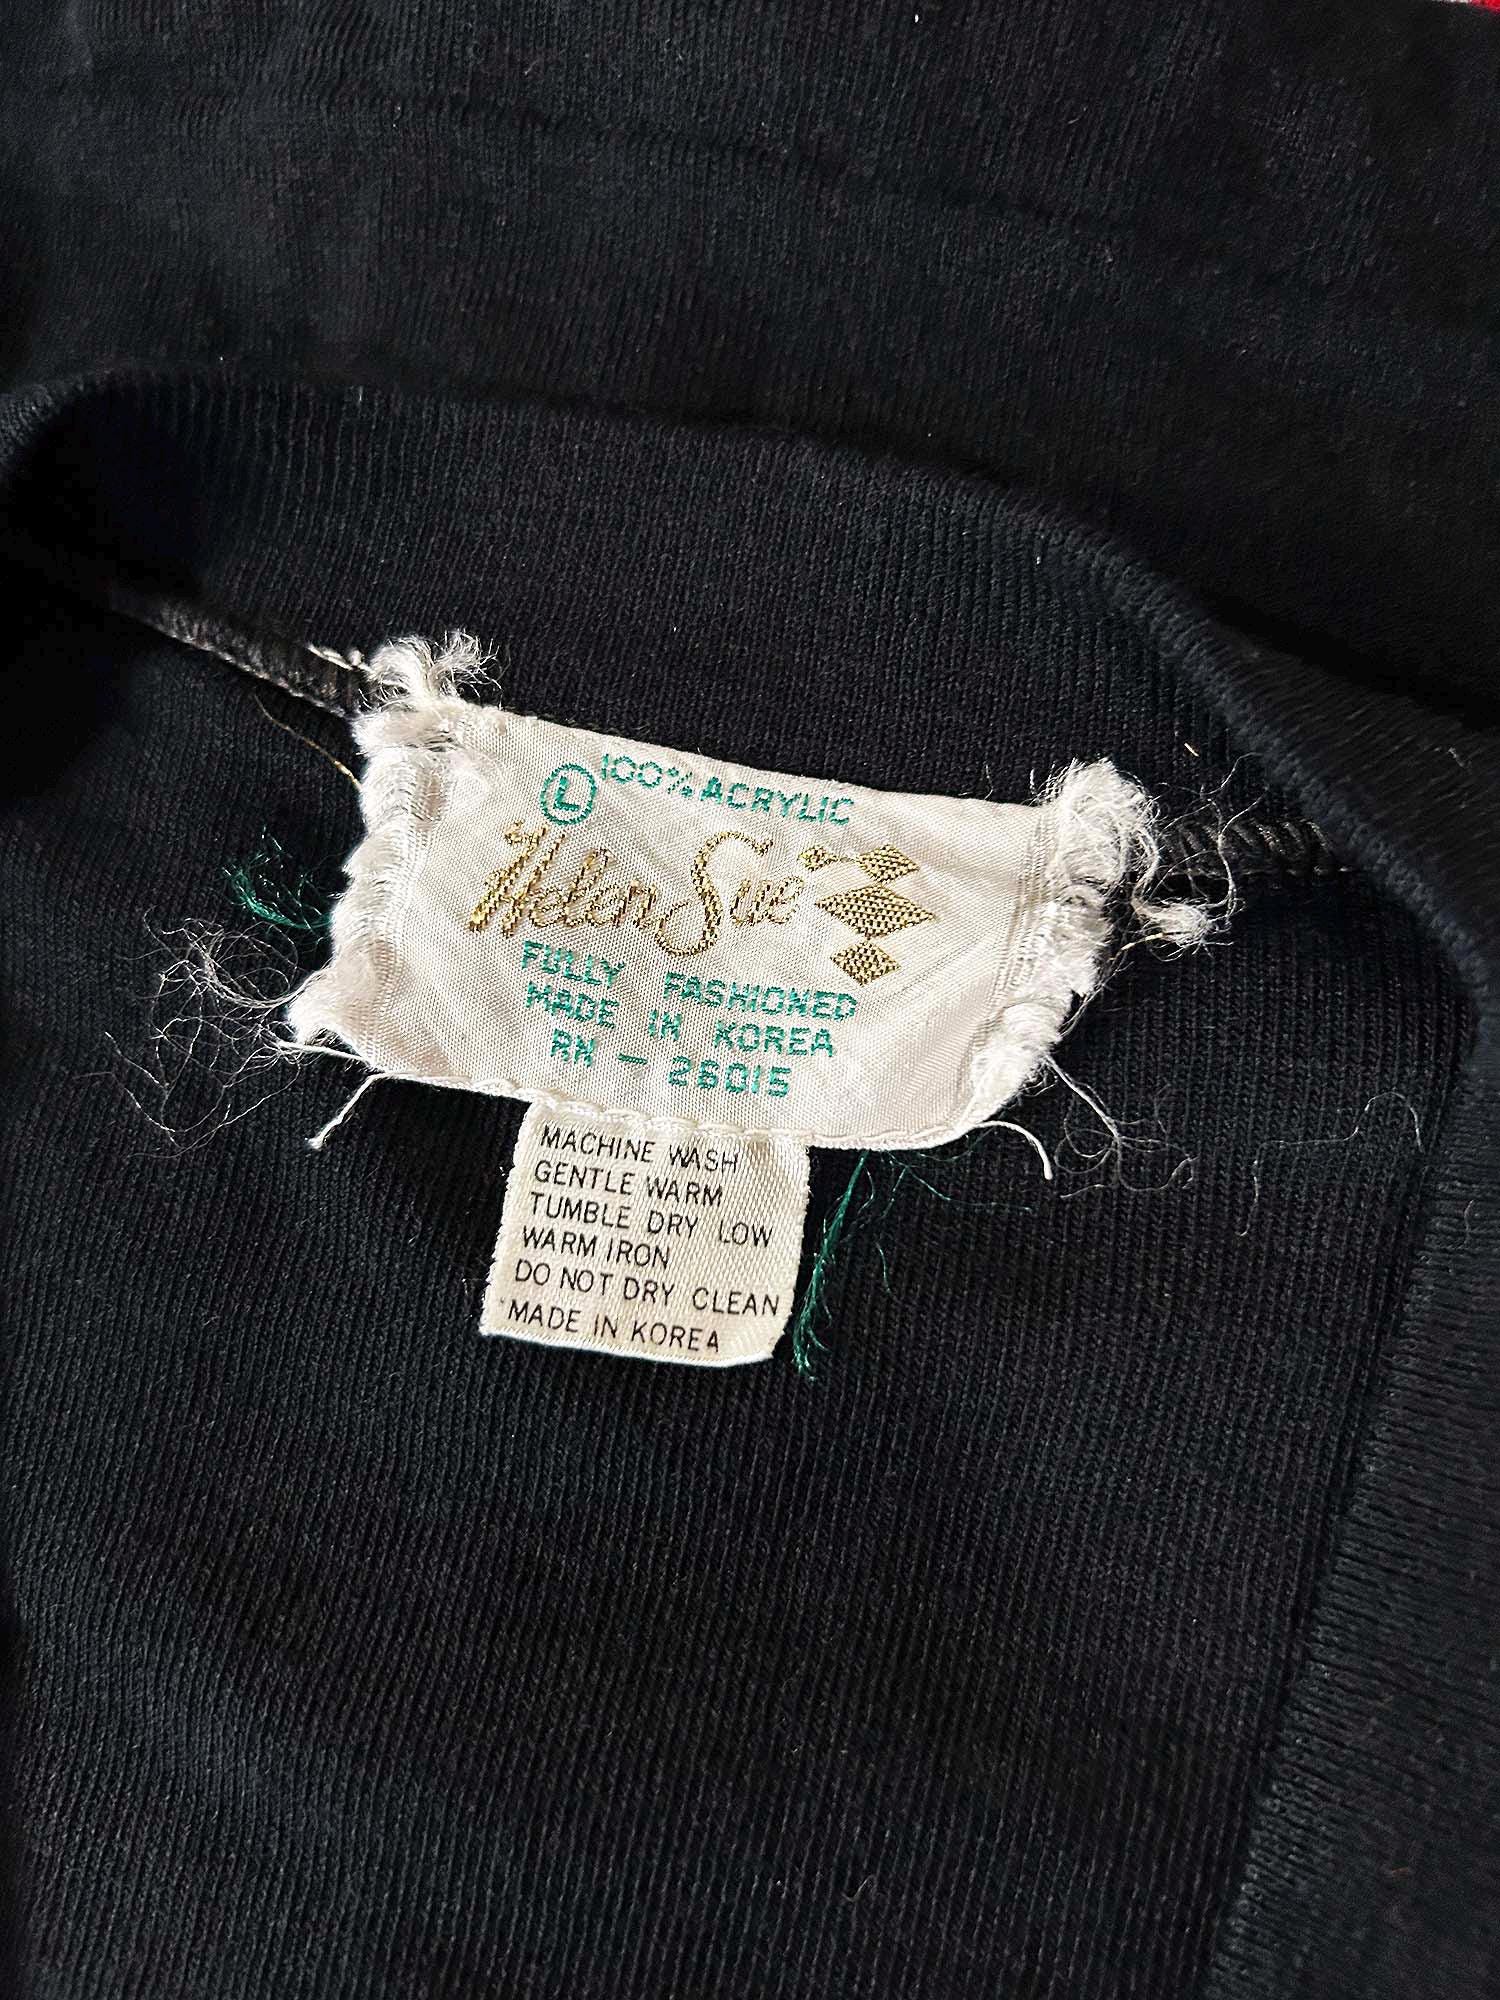 Ⓛ 100% ACRYLIC
Helen Sue
FULLY FASHIONED
MADE IN KOREA
RN - 26015
MACHINE WASH
GENTLE WARM
TUMBLE DRY LOW
WARM IRON
DO NOT DRY CLEAN
MADE IN KOREA